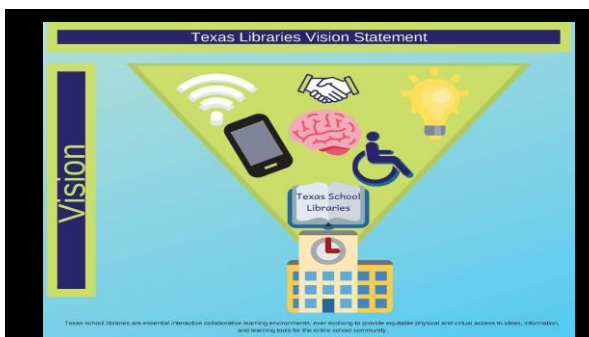 Texas Libraries Vision Statement
Vision
Texas School
Libraries
Texas school libraries are essential interactive collaborative learning environments, ever evolving to provide equitable physical and virtual access to ideas, information,
and learning tools for the entire school community.